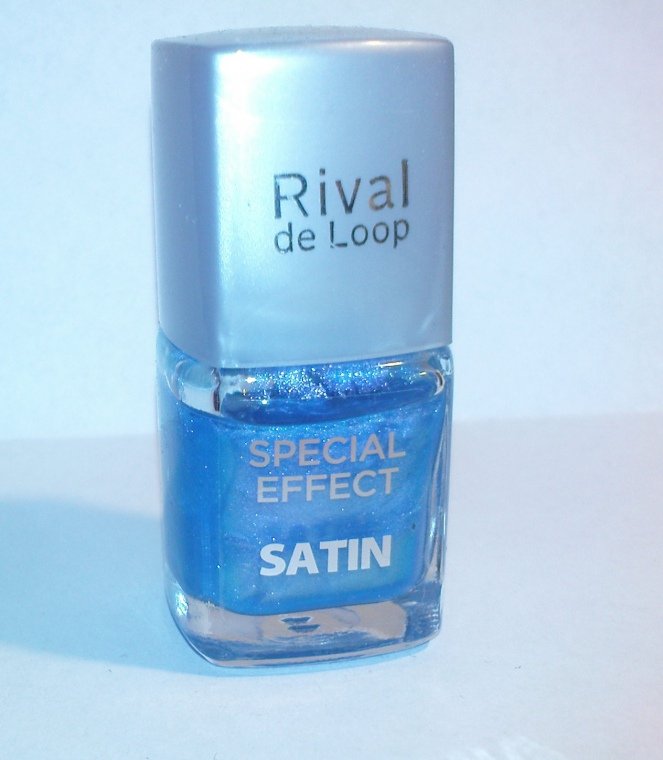 Rival
de Loop
SPECIAL
EFFECT
SATIN